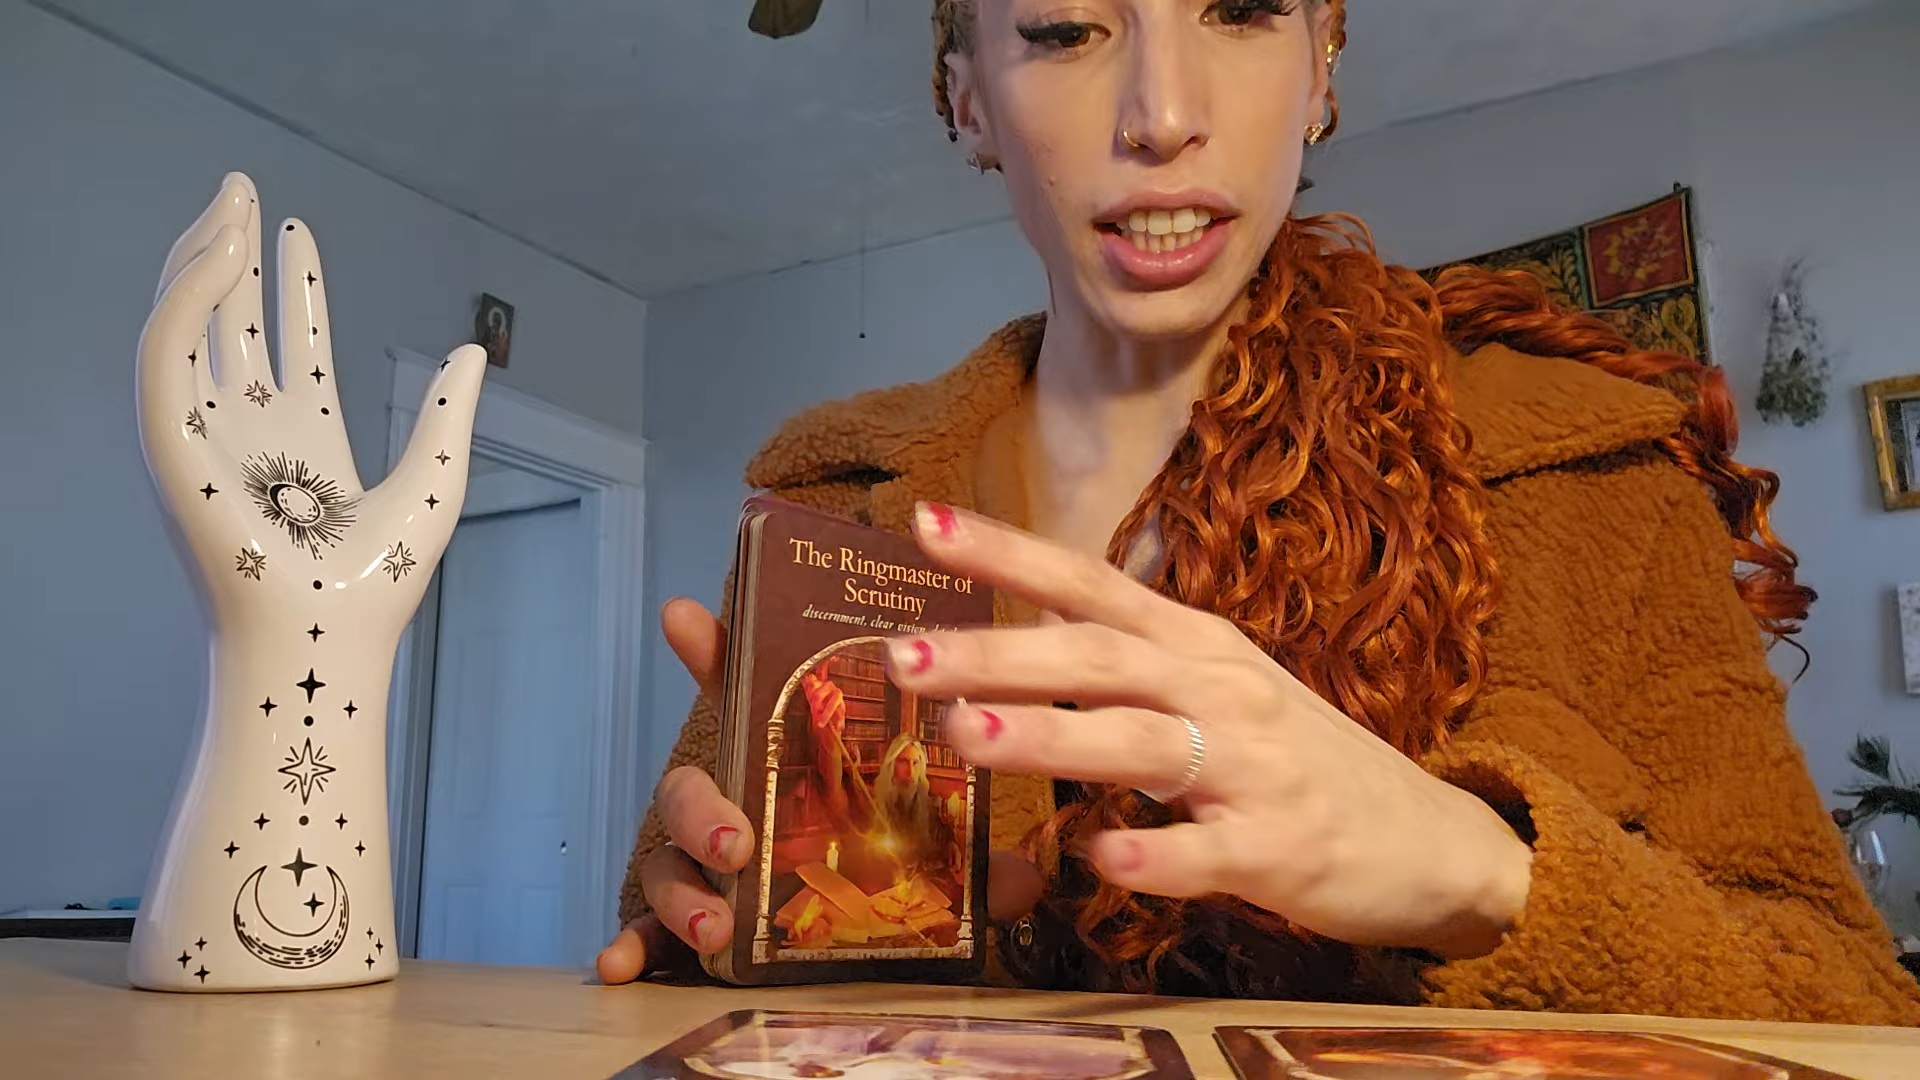 The Ringmaster of
Scrutiny
discernment, clear vision,